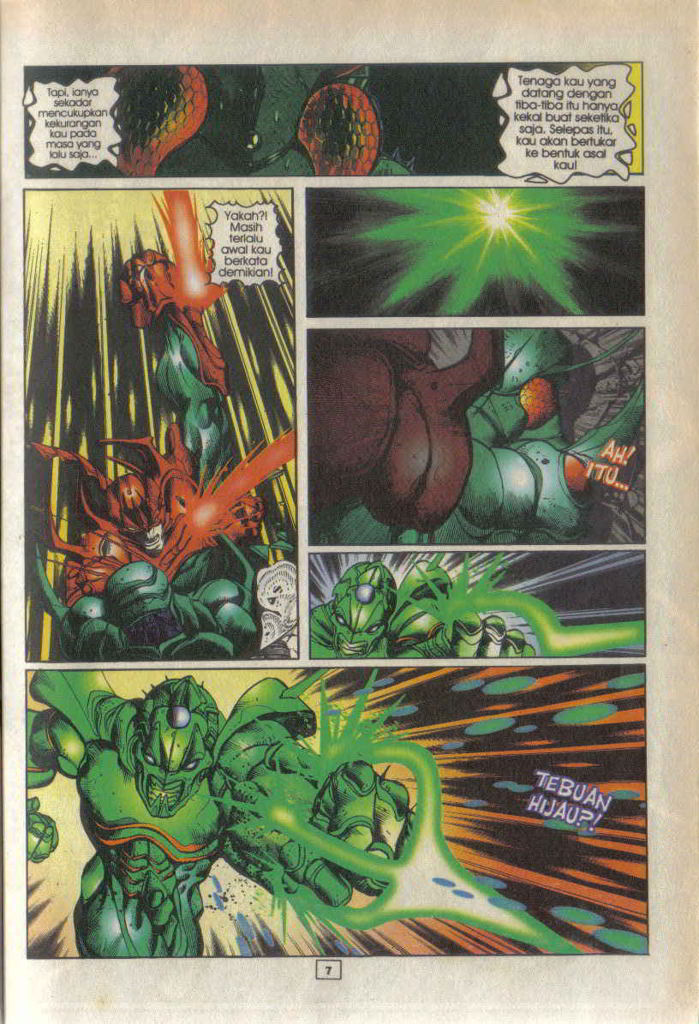 Tapi, ianya
sekadar
mencukupkan
kekurangan
kau pada
masa yang
lalu saja...
Tenaga kau yang
datang dengan
tiba-tiba itu hanya
kekal buat seketika
saja. Selepas itu,
kau akan bertukar
ke bentuk asal
kau!
Yakah?!
Masih
terlalu
awal kau
berkata
demikian!
AH!
ITU...
TEBUAN
HIJAU?!
7